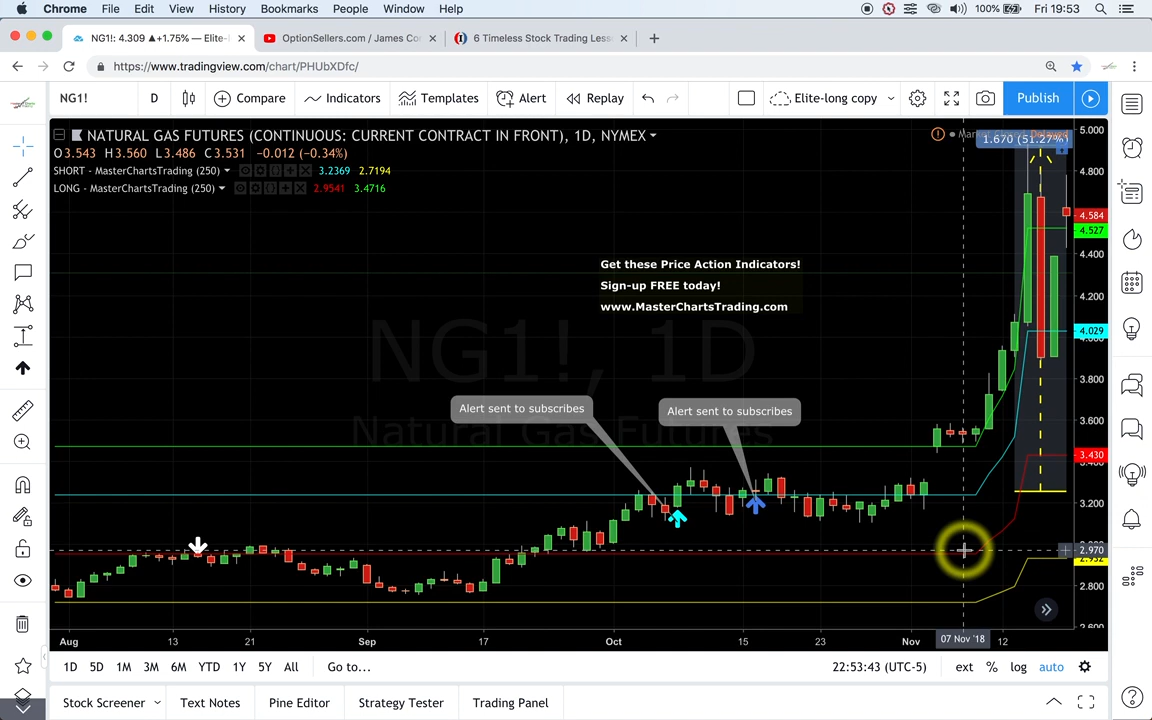 Chrome File Edit View History Bookmarks People Window Help 100% Fri 19:53
NG1!: 4.309 ▲+1.75% — Elite- OptionSellers.com / James Co 6 Timeless Stock Trading Less
https://www.tradingview.com/chart/PHUbXDfc/
NG1! D Compare Indicators Templates Alert Replay Elite-long copy Publish
NATURAL GAS FUTURES (CONTINUOUS: CURRENT CONTRACT IN FRONT), 1D, NYMEX
O3.543 H3.560 L3.486 C3.531 -0.012 (-0.34%)
SHORT - MasterChartsTrading (250) 3.2369 2.7194
LONG - MasterChartsTrading (250) 2.9541 3.4716
1.670 (51.27%)
5.000
4.800
4.584
4.527
4.400
4.200
4.029
4.000
3.800
3.600
3.430
3.400
3.200
2.970
2.800
2.600
Get these Price Action Indicators!
Sign-up FREE today!
www.MasterChartsTrading.com
NG1!, 1D
Natural Gas Futures
Alert sent to subscribes
Alert sent to subscribes
Aug 13 21 Sep 17 Oct 15 23 Nov 07 Nov '18 12
1D 5D 1M 3M 6M YTD 1Y 5Y All Go to... 22:53:43 (UTC-5) ext % log auto
Stock Screener Text Notes Pine Editor Strategy Tester Trading Panel